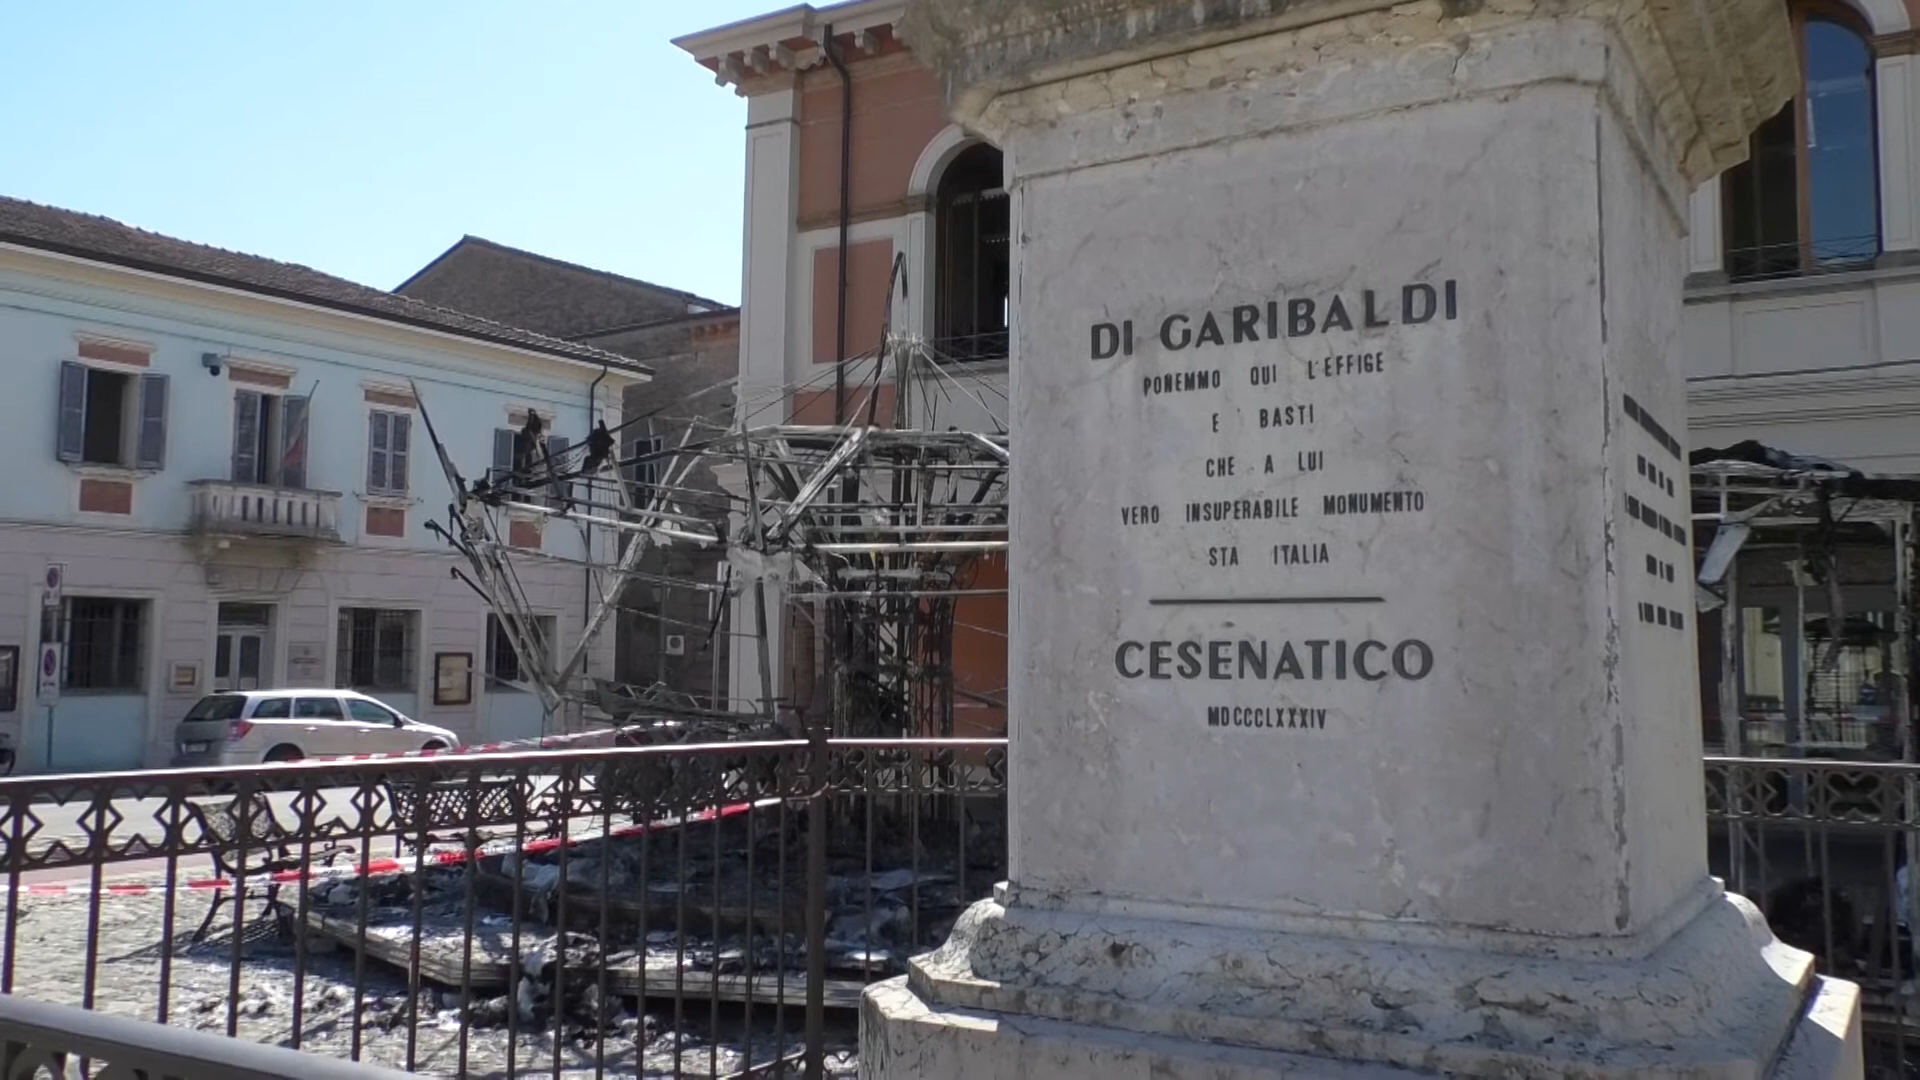 DI GARIBALDI
PONEMMO QUI L'EFFIGE
E BASTI
CHE A LUI
VERO INSUPERABILE MONUMENTO
STA ITALIA
CESENATICO
MDCCCLXXXIV